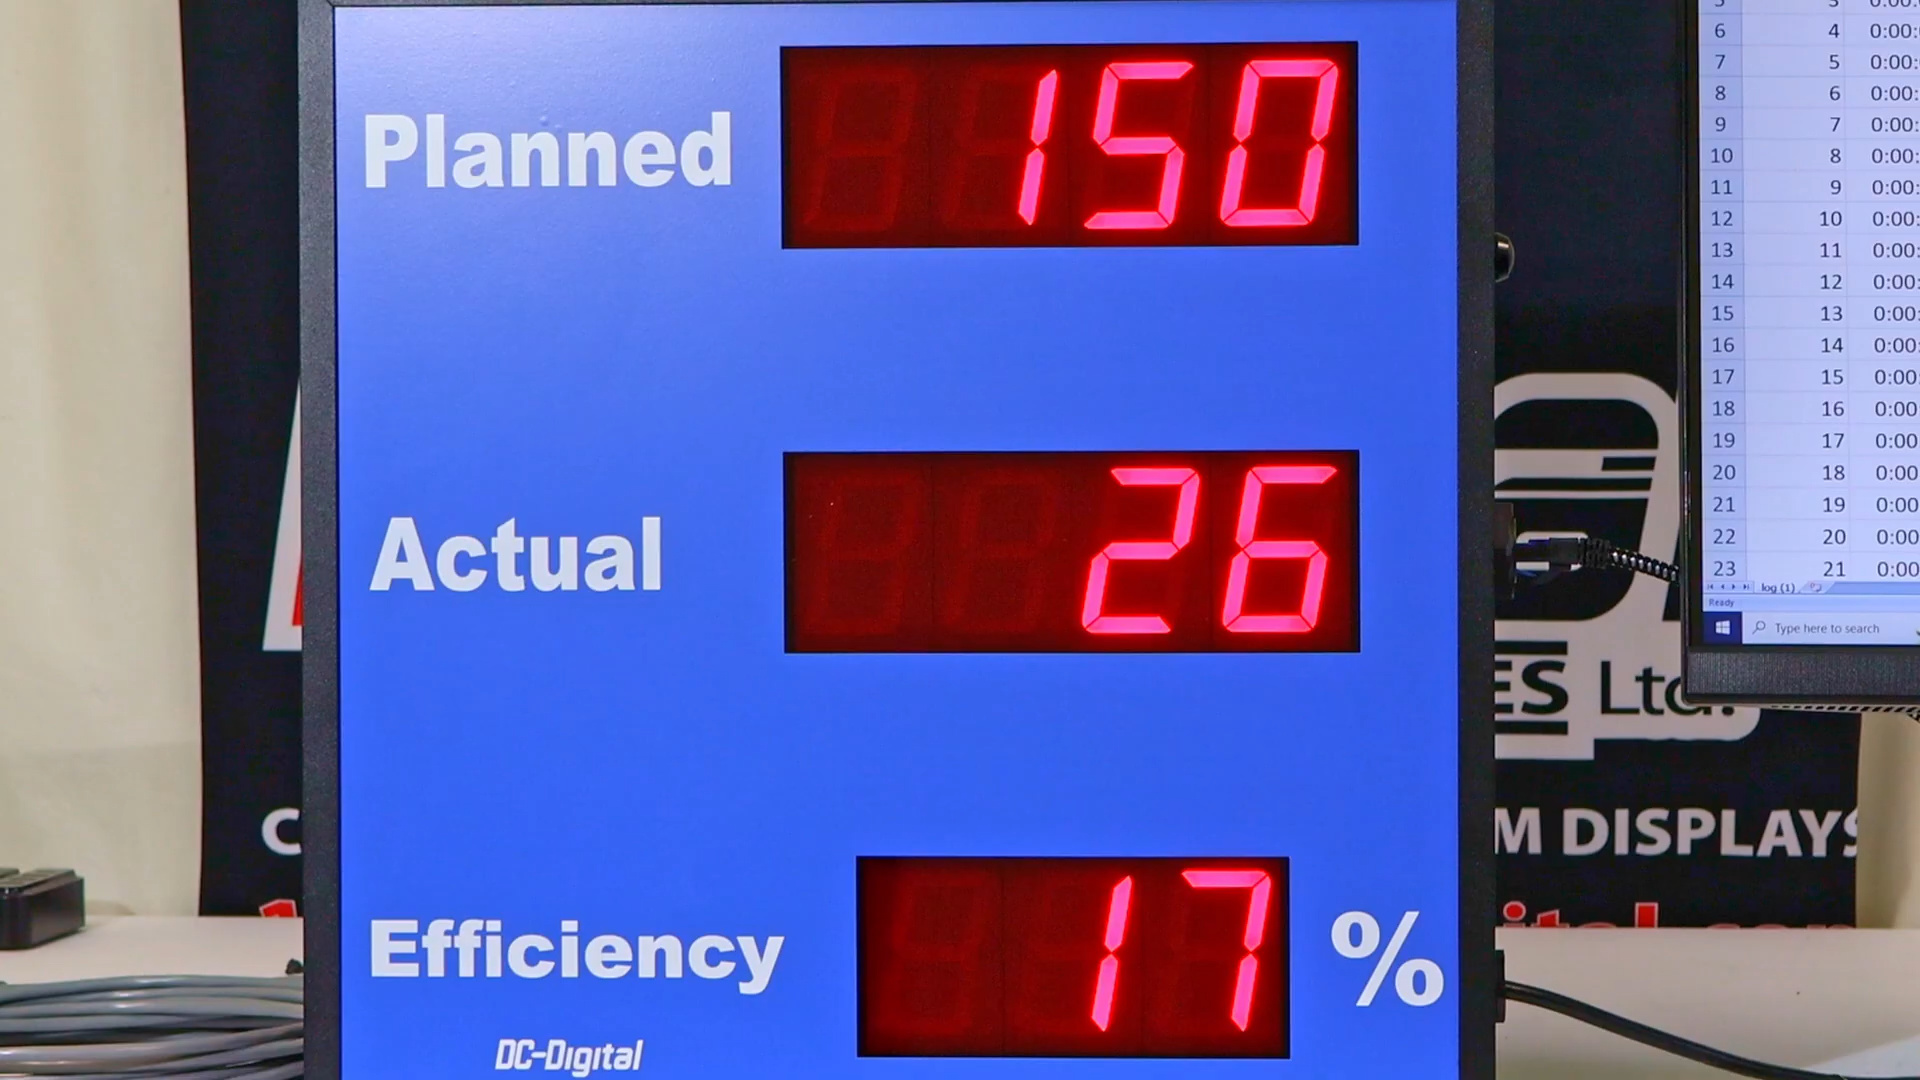 Planned 150
Actual 26
Efficiency 17 %
DC-Digital
6 4 0:00:
7 5 0:00:
8 6 0:00:
9 7 0:00:
10 8 0:00:
11 9 0:00:
12 10 0:00:
13 11 0:00:
14 12 0:00:
15 13 0:00:
16 14 0:00:
17 15 0:00
18 16 0:00
19 17 0:00
20 18 0:00
21 19 0:00
22 20 0:00
23 21 0:00
log (1)
Ready
Type here to search
ES Ltd.
M DISPLAYS